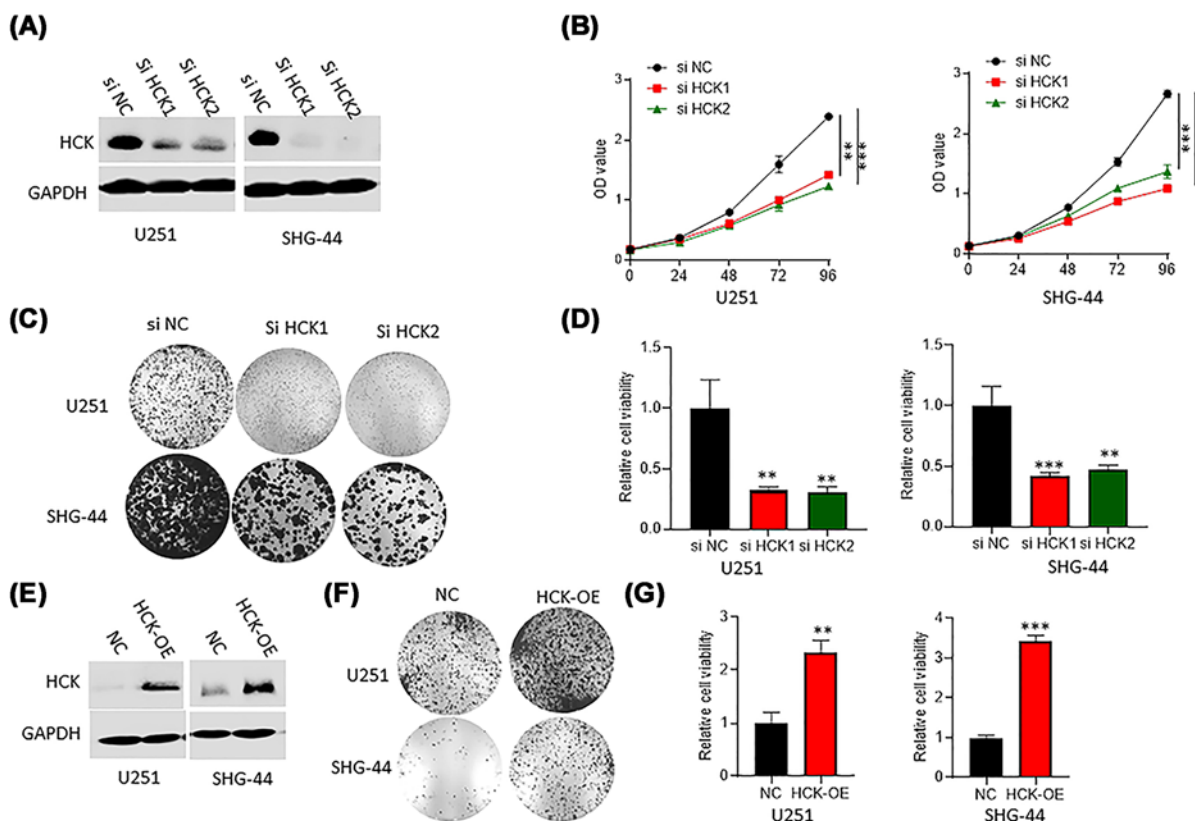 (A)
si NC
Si HCK1
Si HCK2
si NC
Si HCK1
Si HCK2
HCK
GAPDH
U251
SHG-44
(B)
si NC
si HCK1
si HCK2
OD value
3
2
1
0
0 24 48 72 96
U251
**
***
si NC
si HCK1
si HCK2
OD value
3
2
1
0
0 24 48 72 96
SHG-44
***
(C)
si NC Si HCK1 Si HCK2
U251
SHG-44
(D)
Relative cell viability
1.5
1.0
0.5
0.0
** **
si NC si HCK1 si HCK2
U251
Relative cell viability
1.5
1.0
0.5
0.0
*** **
si NC si HCK1 si HCK2
SHG-44
(E)
NC
HCK-OE
NC
HCK-OE
HCK
GAPDH
U251
SHG-44
(F)
NC HCK-OE
U251
SHG-44
(G)
Relative cell viability
3
2
1
0
**
NC HCK-OE
U251
Relative cell viability
4
3
2
1
0
***
NC HCK-OE
SHG-44